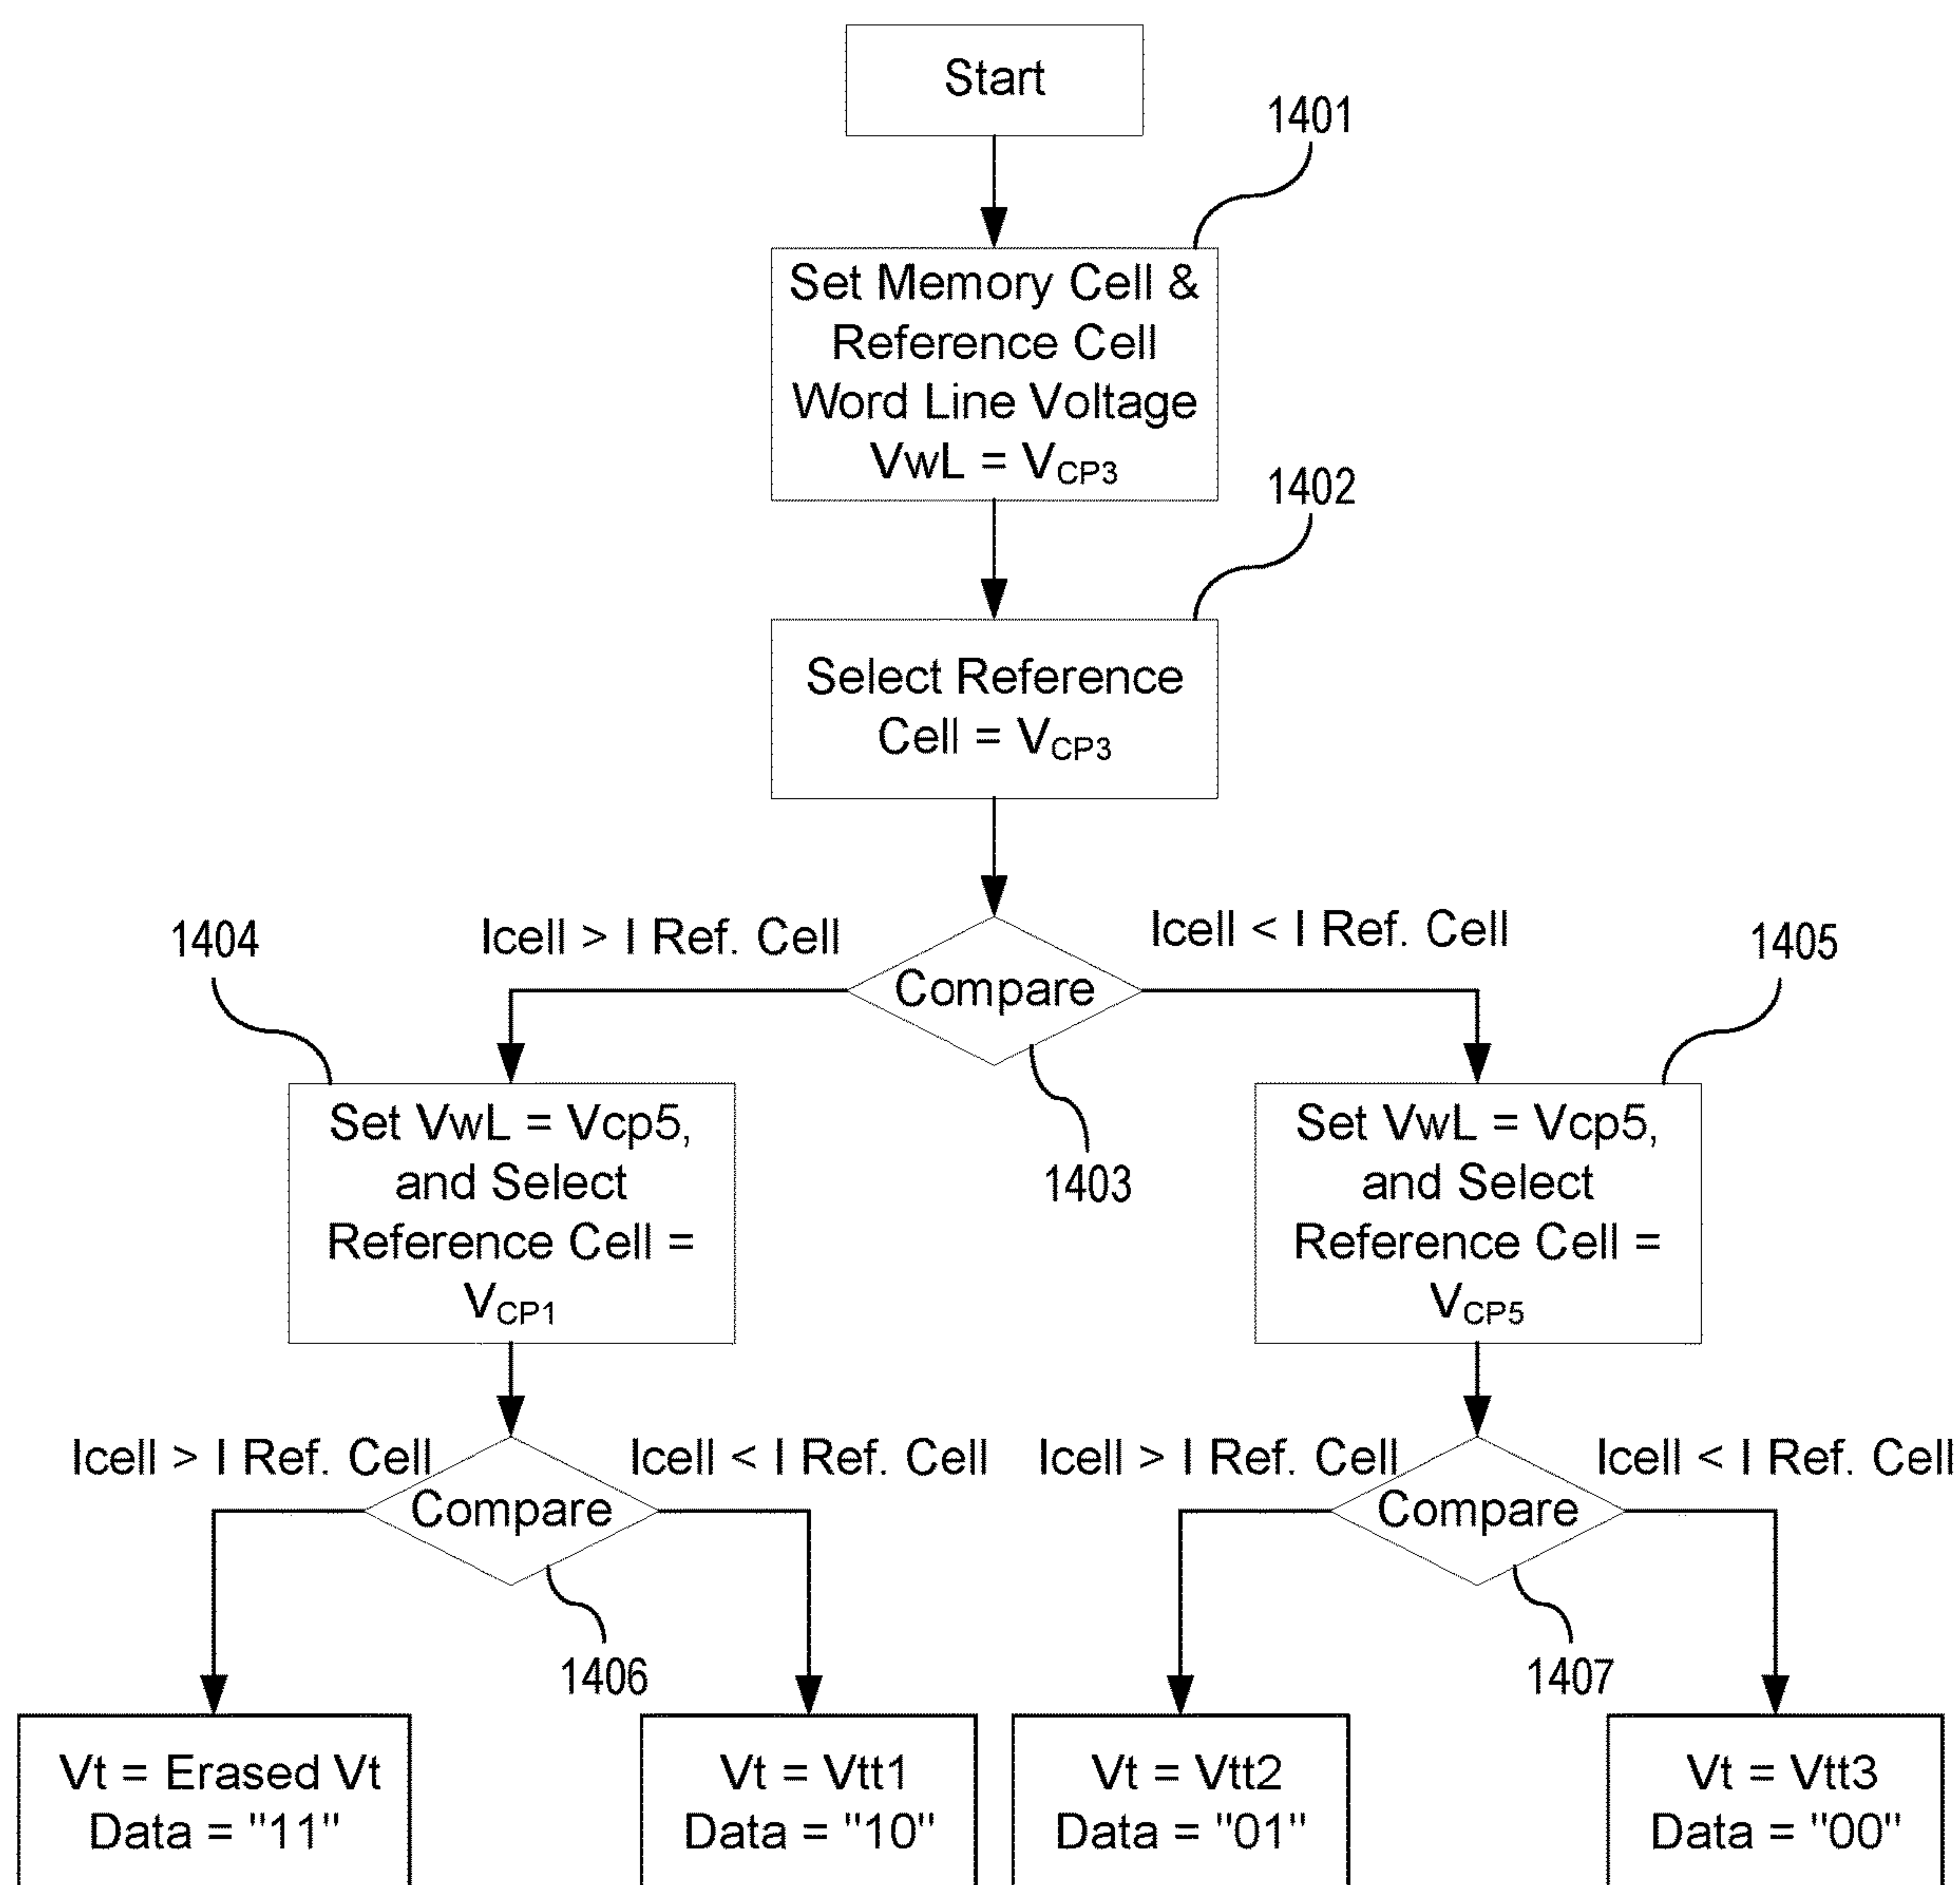 Start
1401
Set Memory Cell &
Reference Cell
Word Line Voltage
VwL = VCP3
1402
Select Reference
Cell = VCP3
Icell > I Ref. Cell
Icell < I Ref. Cell
1404
Compare
1405
1403
Set VwL = Vcp5,
and Select
Reference Cell =
VCP1
Set VwL = Vcp5,
and Select
Reference Cell =
VCP5
Icell > I Ref. Cell
Icell < I Ref. Cell
Icell > I Ref. Cell
Icell < I Ref. Cell
Compare
Compare
1406
1407
Vt = Erased Vt
Data = "11"
Vt = Vtt1
Data = "10"
Vt = Vtt2
Data = "01"
Vt = Vtt3
Data = "00"